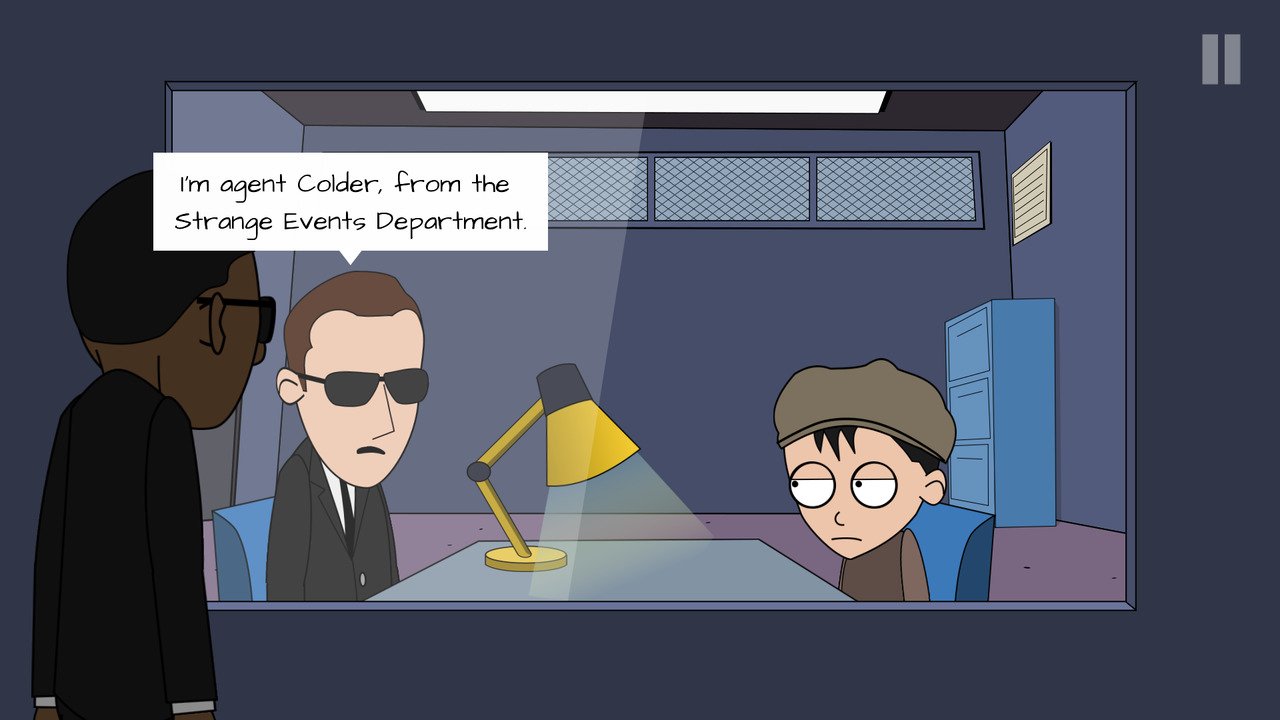 I'm agent Colder, from the
Strange Events Department.